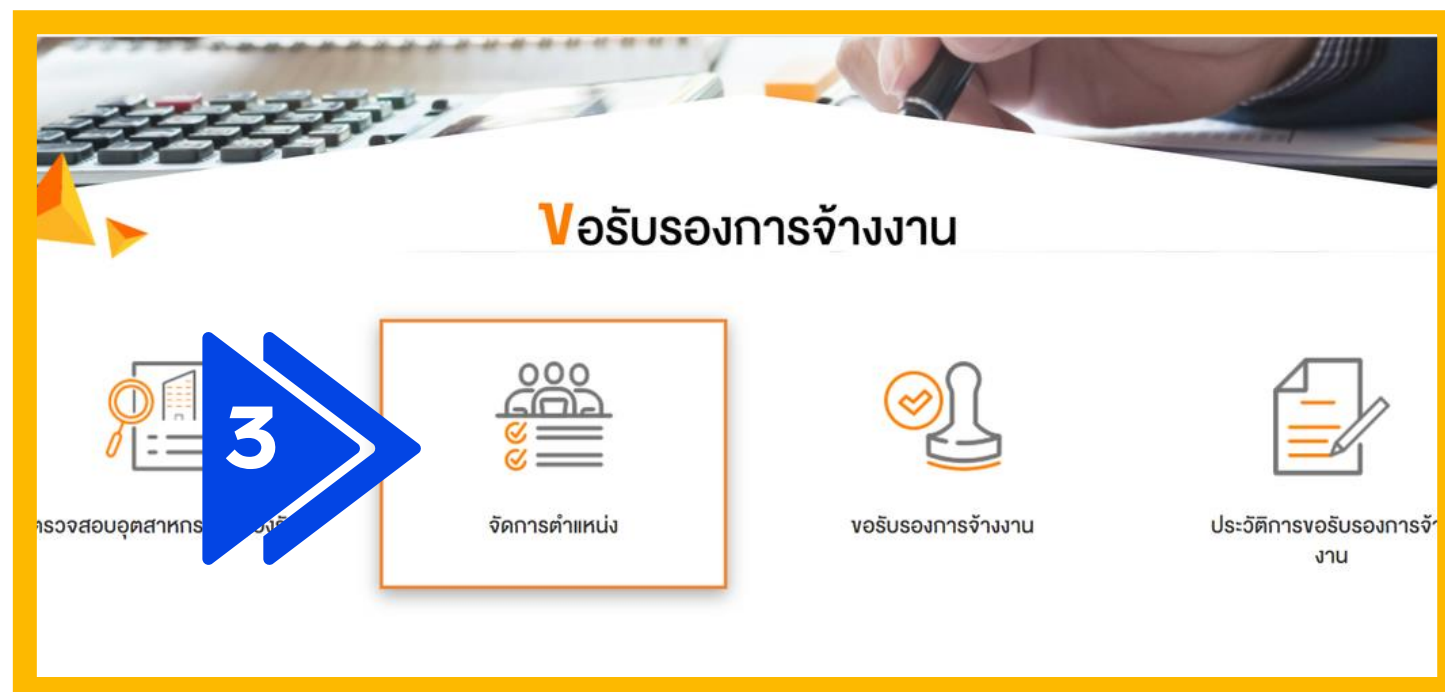 ขอรับรองการจ้างงาน
3
จัดการตำแหน่ง
ขอรับรองการจ้างงาน
ประวัติการขอรับรองการจ้
งาน